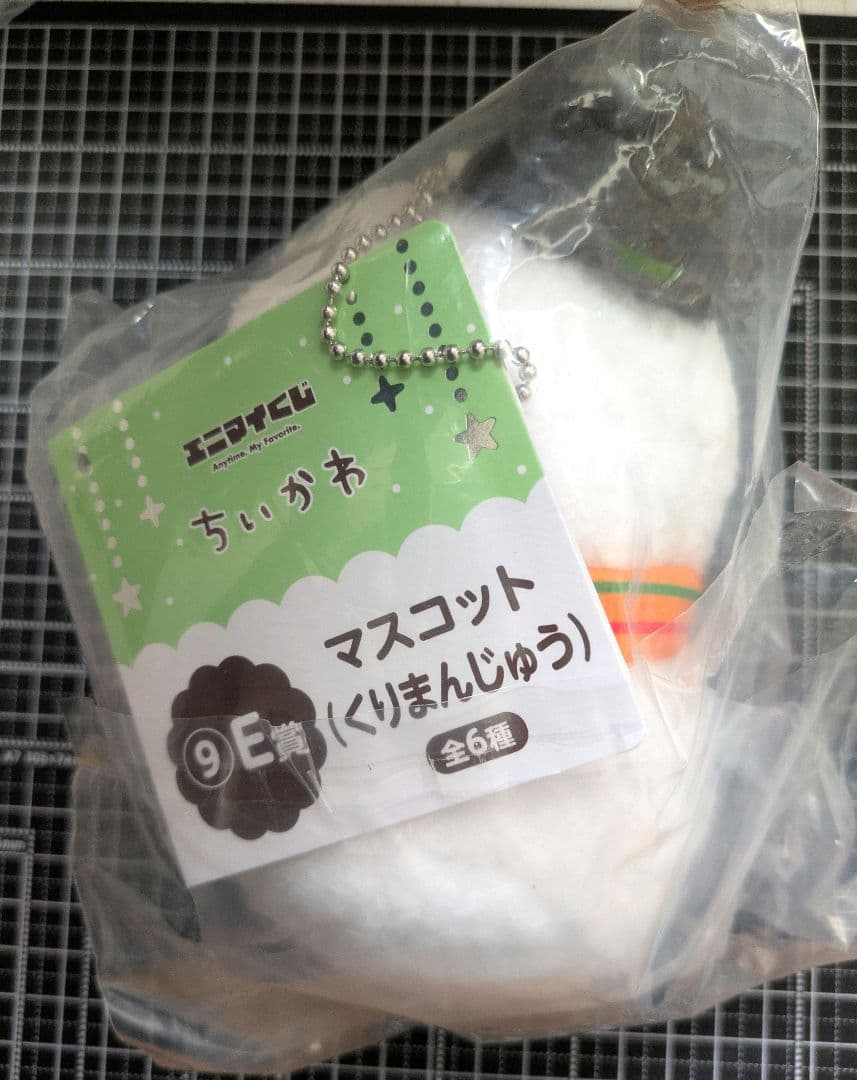 エニマイくじ
Anytime, My Favorite.
ちいかわ
マスコット
(くりまんじゅう)
⑨E賞
全6種